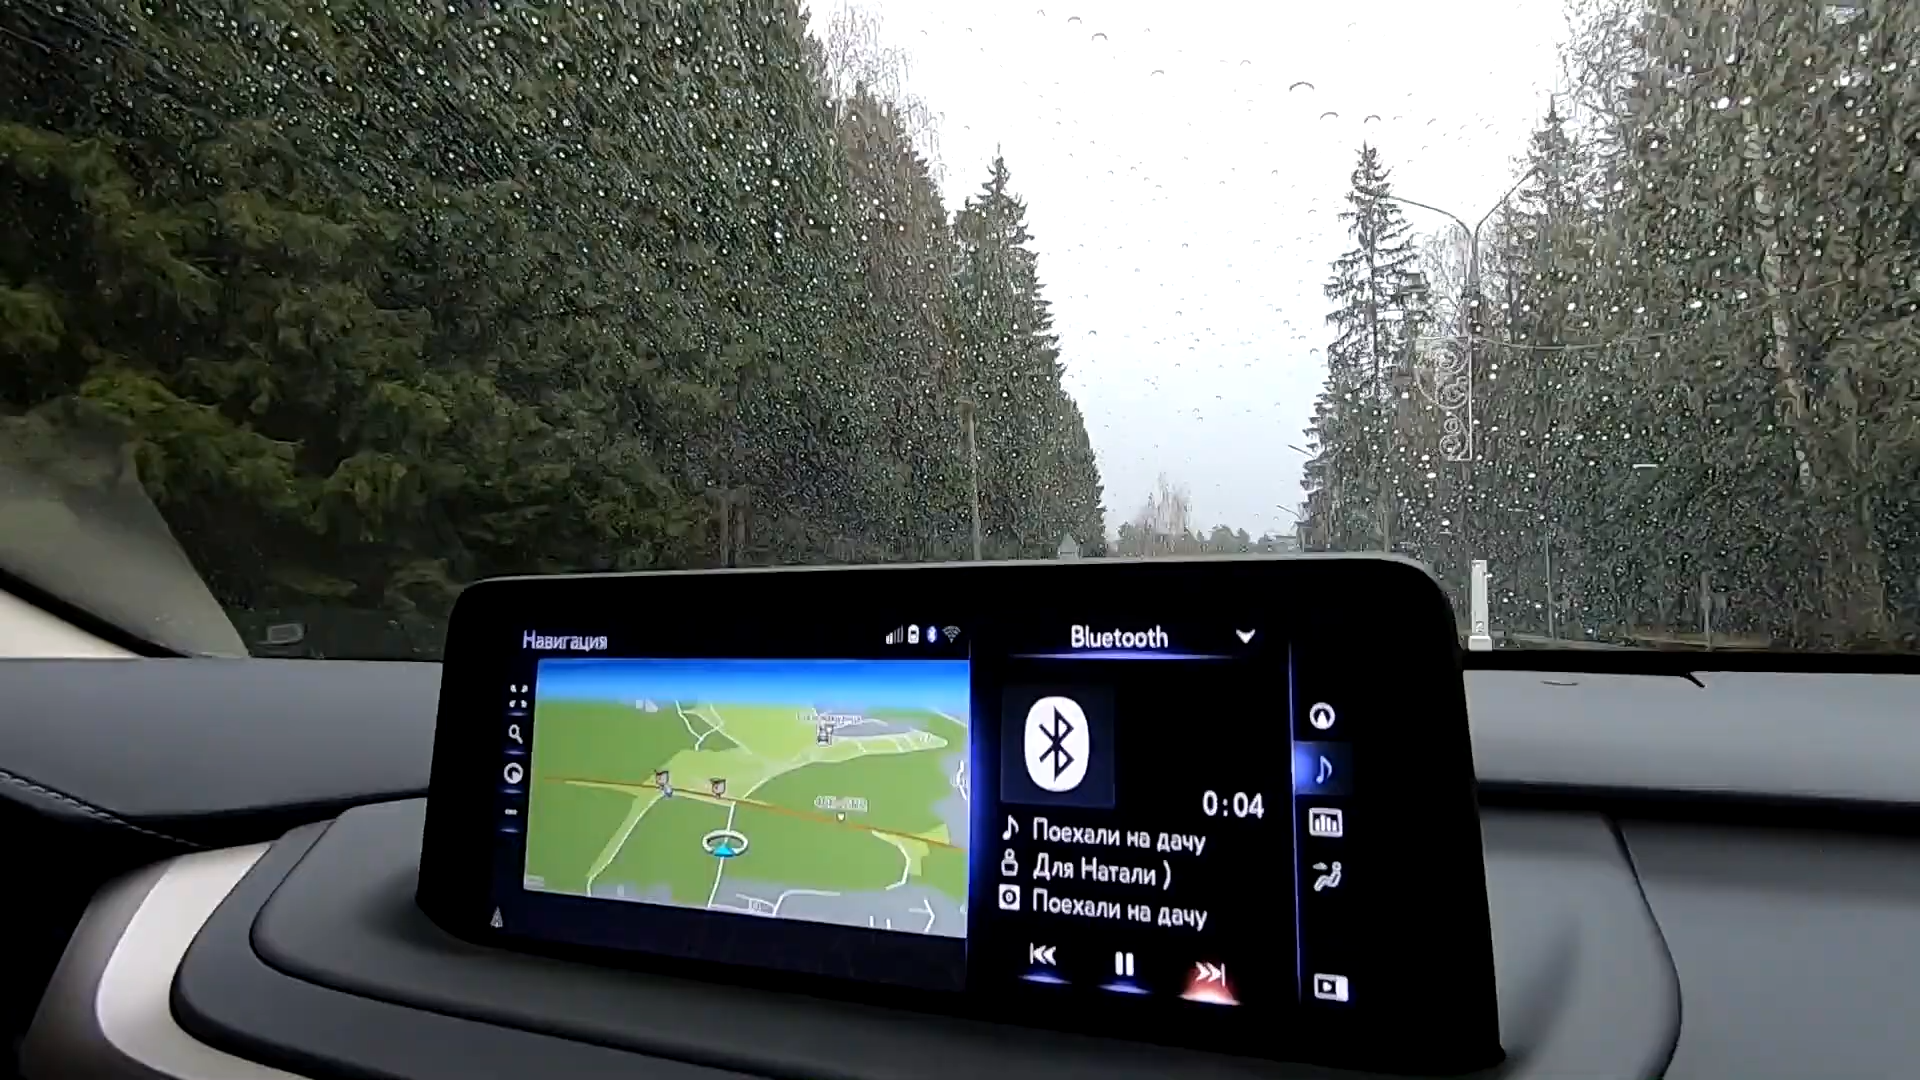 Навигация
Bluetooth
0:04
Поехали на дачу
Для Натали )
Поехали на дачу